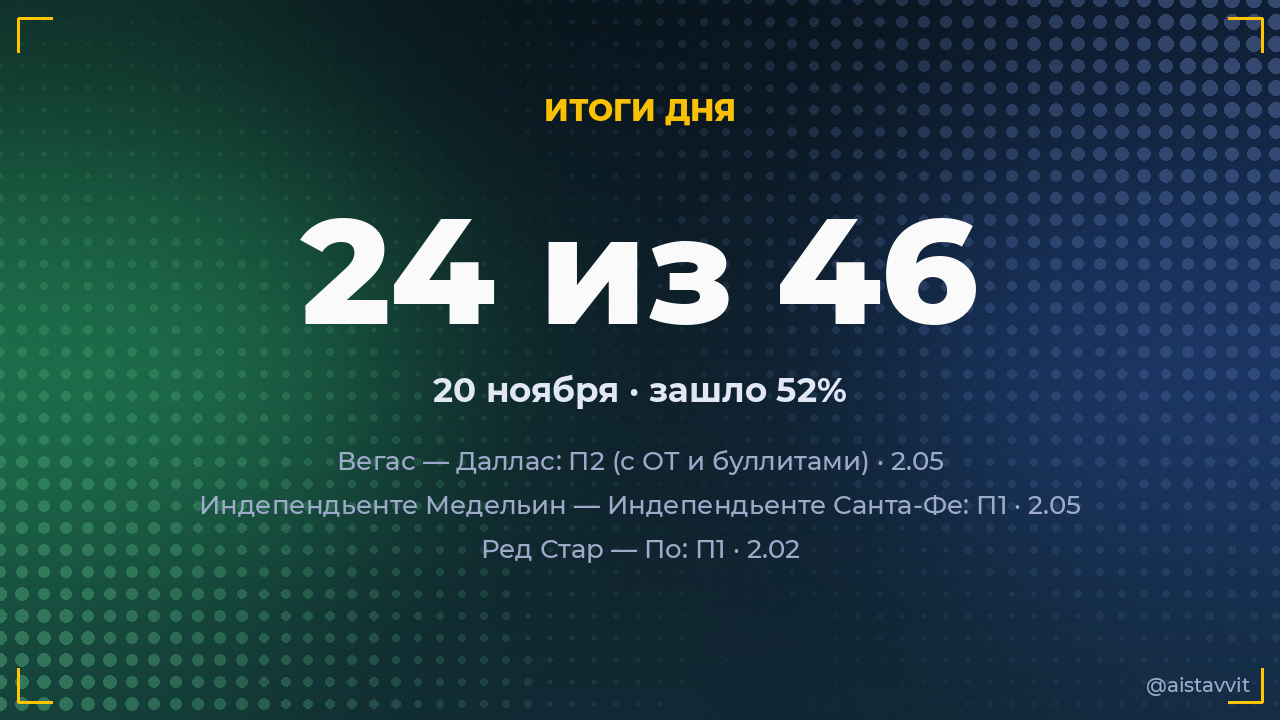 ИТОГИ ДНЯ
24 из 46
20 ноября · зашло 52%
Вегас — Даллас: П2 (с ОТ и буллитами) · 2.05
Индепендьенте Медельин — Индепендьенте Санта-Фе: П1 · 2.05
Ред Стар — По: П1 · 2.02
@aistavvit